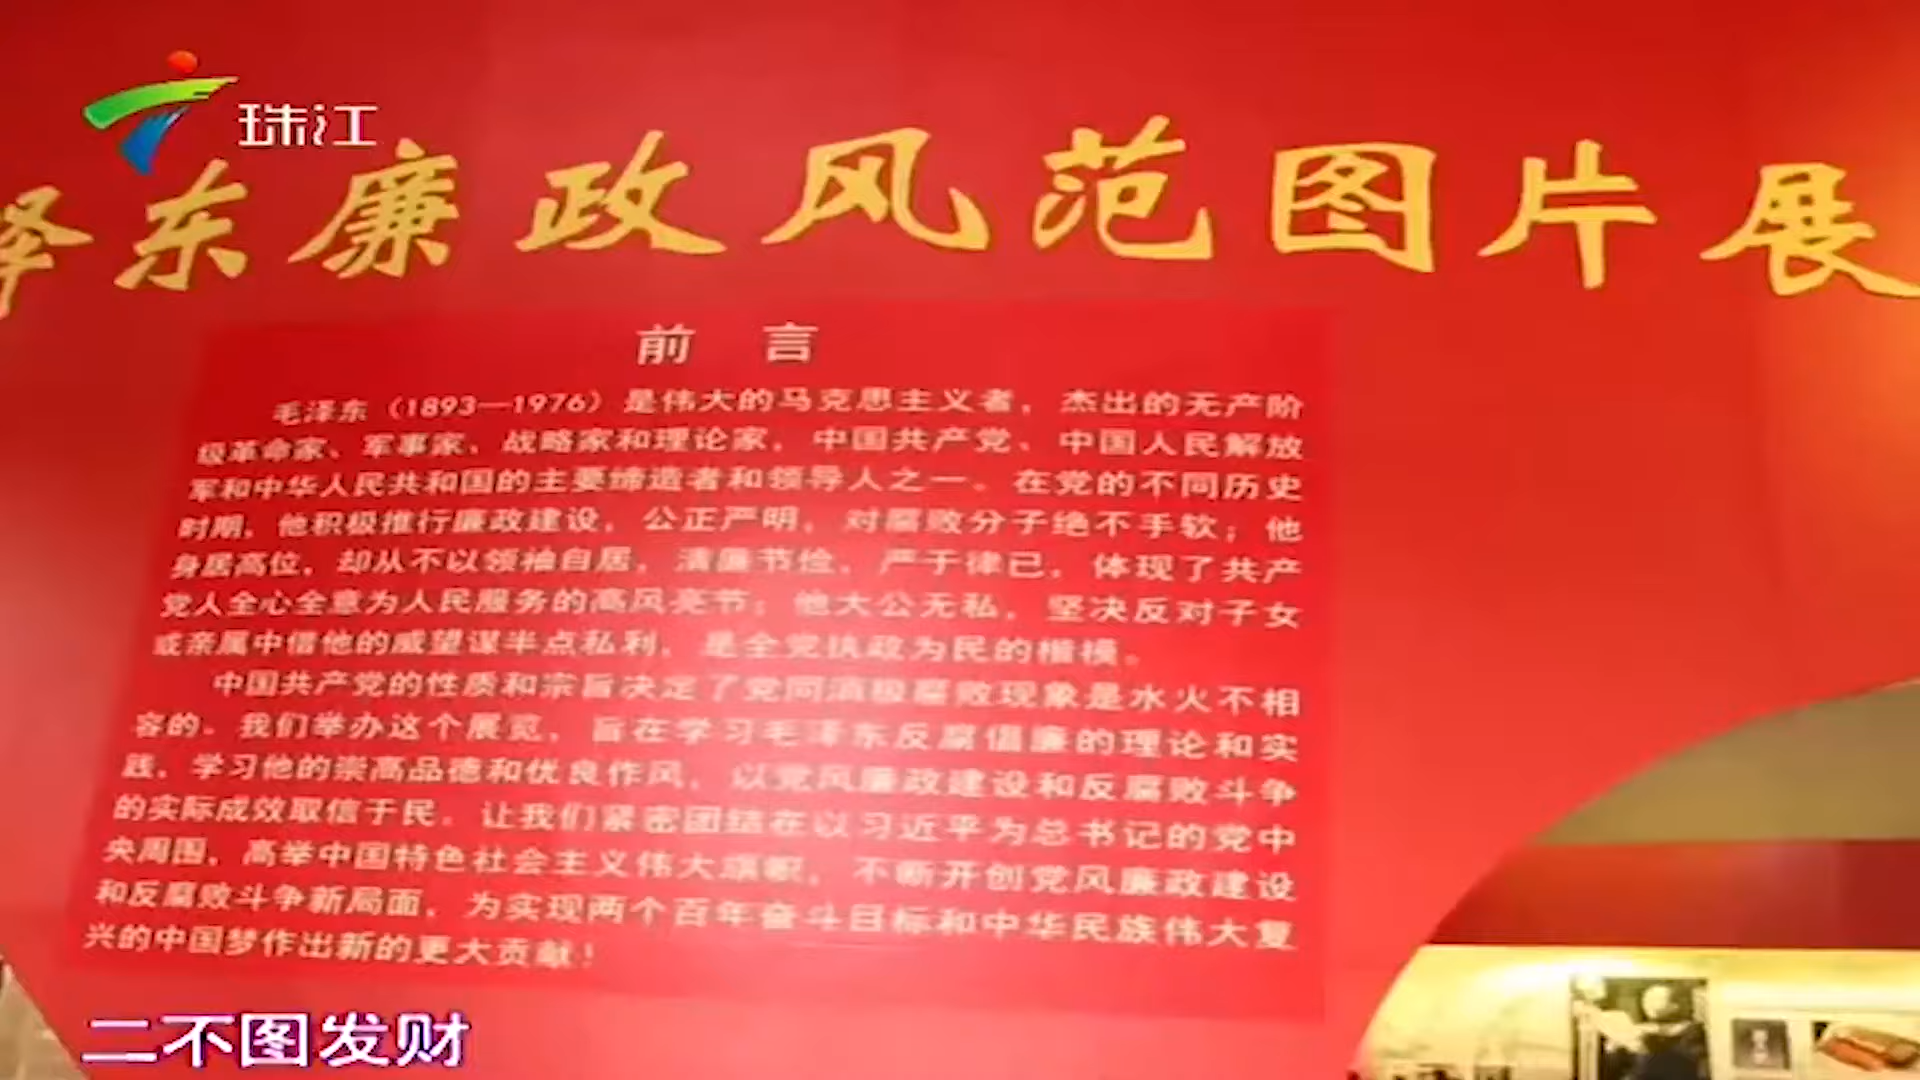 珠江
泽东廉政风范图片展
前言
毛泽东（1893—1976）是伟大的马克思主义者，杰出的无产阶
级革命家、军事家、战略家和理论家，中国共产党、中国人民解放
军和中华人民共和国的主要缔造者和领导人之一。在党的不同历史
时期，他积极推行廉政建设，公正严明，对腐败分子绝不手软；他
身居高位，却从不以领袖自居，清廉节俭，严于律己，体现了共产
党人全心全意为人民服务的高风亮节；他大公无私，坚决反对子女
或亲属中借他的威望谋半点私利，是全党执政为民的楷模。
中国共产党的性质和宗旨决定了党同消极腐败现象是水火不相
容的。我们举办这个展览，旨在学习毛泽东反腐倡廉的理论和实
践，学习他的崇高品德和优良作风，以党风廉政建设和反腐败斗争
的实际成效取信于民。让我们紧密团结在以习近平为总书记的党中
央周围，高举中国特色社会主义伟大旗帜，不断开创党风廉政建设
和反腐败斗争新局面，为实现两个百年奋斗目标和中华民族伟大复
兴的中国梦作出新的更大贡献！
二不图发财